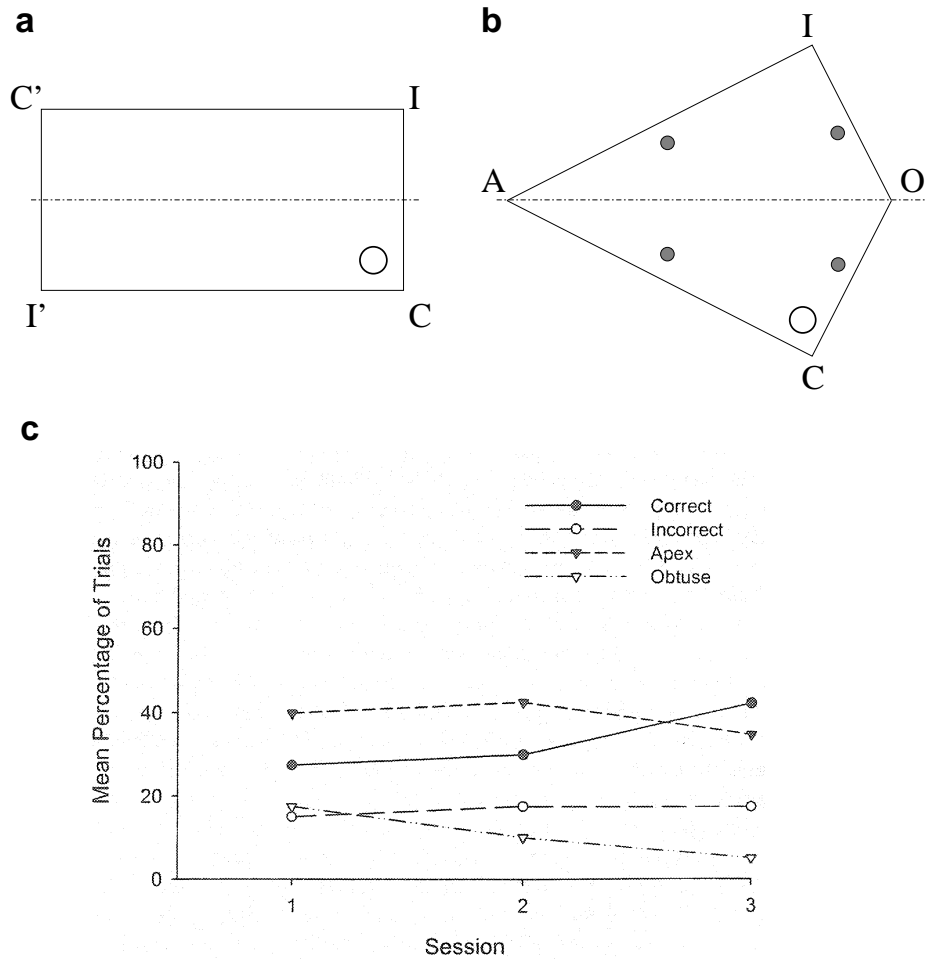 a
C’ I
I’ C
b
I
A O
C
c
Mean Percentage of Trials
100
80
60
40
20
0
Correct
Incorrect
Apex
Obtuse
1 2 3
Session